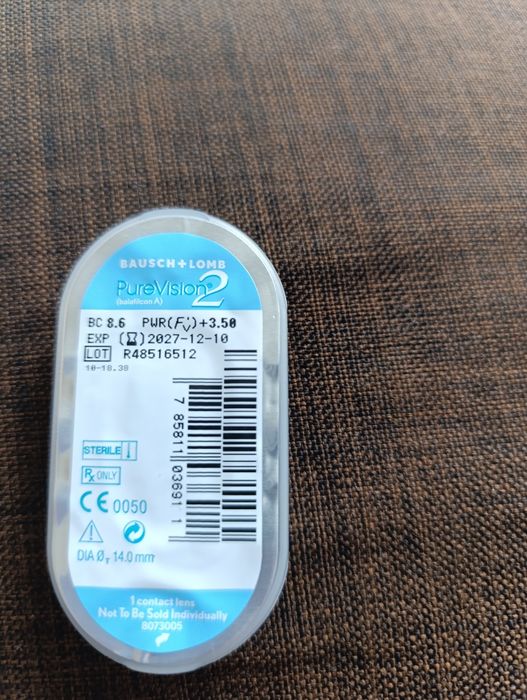 BAUSCH+LOMB
PureVision® 2
(balafilcon A)
BC 8.6 PWR(F'v)+3.50
EXP (⌛)2027-12-10
LOT R48516512
10-18.38
7 85811 03691 1
STERILE
Rx ONLY
CE 0050
DIA ØT 14.0 mm
1 contact lens
Not To Be Sold Individually
8073005